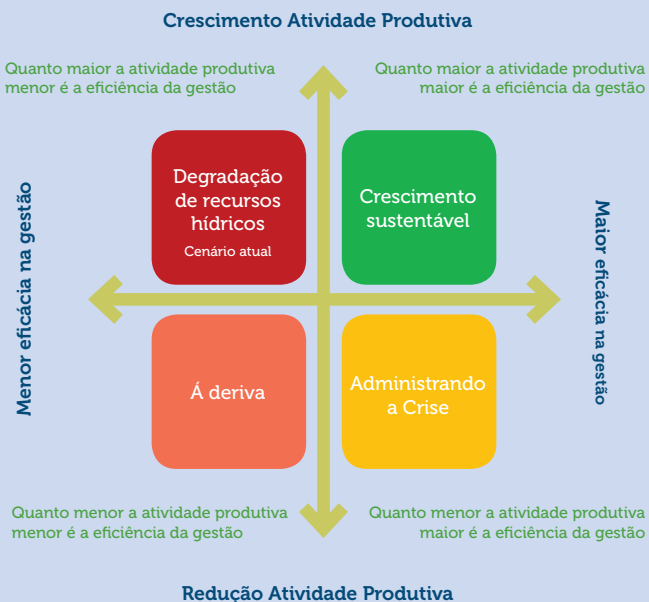 Crescimento Atividade Produtiva
Quanto maior a atividade produtiva
menor é a eficiência da gestão
Quanto maior a atividade produtiva
maior é a eficiência da gestão
Menor eficácia na gestão
Degradação
de recursos
hídricos
Cenário atual
Crescimento
sustentável
Maior eficácia na gestão
Á deriva
Administrando
a Crise
Quanto menor a atividade produtiva
menor é a eficiência da gestão
Quanto menor a atividade produtiva
maior é a eficiência da gestão
Redução Atividade Produtiva